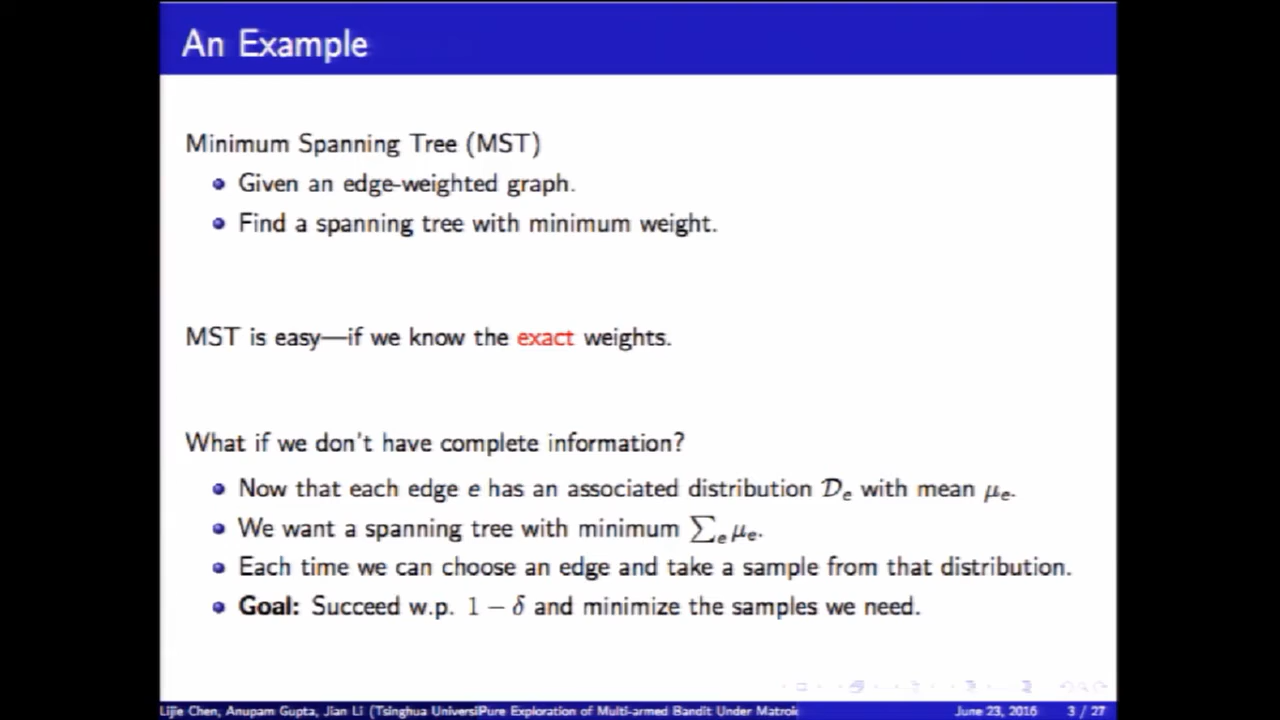 An Example
Minimum Spanning Tree (MST)
Given an edge-weighted graph.
Find a spanning tree with minimum weight.
MST is easy—if we know the exact weights.
What if we don't have complete information?
Now that each edge e has an associated distribution 𝒟ₑ with mean μₑ.
We want a spanning tree with minimum ∑ₑ μₑ.
Each time we can choose an edge and take a sample from that distribution.
Goal: Succeed w.p. 1 − δ and minimize the samples we need.
Lijie Chen, Anupam Gupta, Jian Li (Tsinghua UniversiPure Exploration of Multi-armed Bandit Under Matroi June 23, 2016 3 / 27